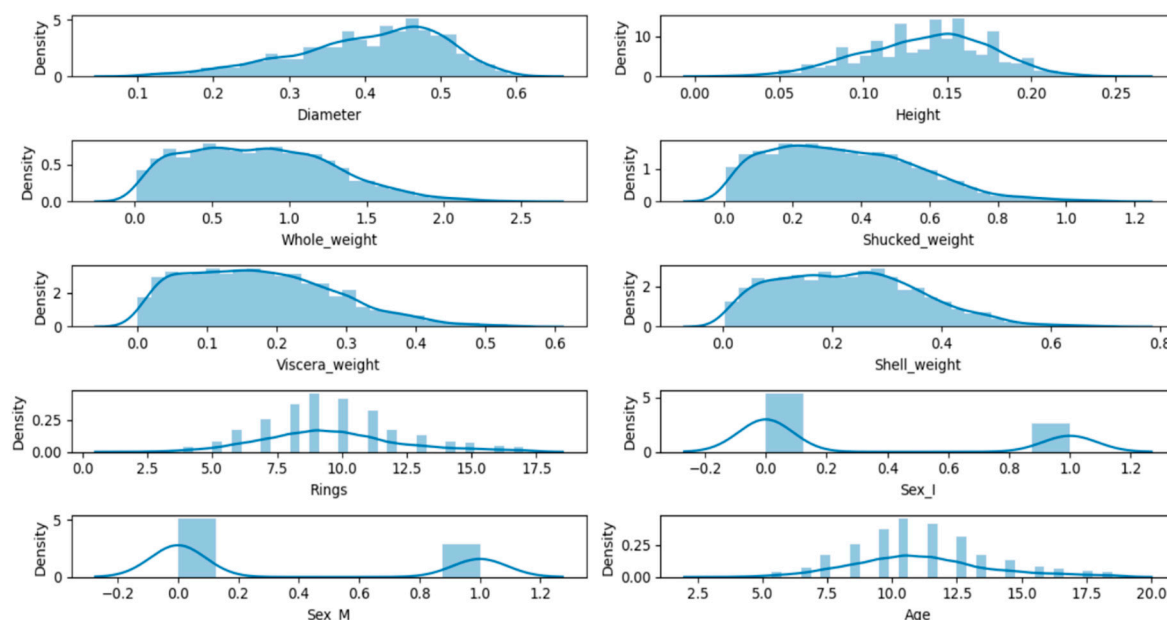 Density
5
0
0.1 0.2 0.3 0.4 0.5 0.6
Diameter
Density
10
0
0.00 0.05 0.10 0.15 0.20 0.25
Height
Density
0.5
0.0
0.0 0.5 1.0 1.5 2.0 2.5
Whole_weight
Density
1
0
0.0 0.2 0.4 0.6 0.8 1.0 1.2
Shucked_weight
Density
2
0
0.0 0.1 0.2 0.3 0.4 0.5 0.6
Viscera_weight
Density
2
0
0.0 0.2 0.4 0.6 0.8
Shell_weight
Density
0.25
0.00
0.0 2.5 5.0 7.5 10.0 12.5 15.0 17.5
Rings
Density
5
0
−0.2 0.0 0.2 0.4 0.6 0.8 1.0 1.2
Sex_I
Density
5
0
−0.2 0.0 0.2 0.4 0.6 0.8 1.0 1.2
Sex_M
Density
0.25
0.00
2.5 5.0 7.5 10.0 12.5 15.0 17.5 20.0
Age